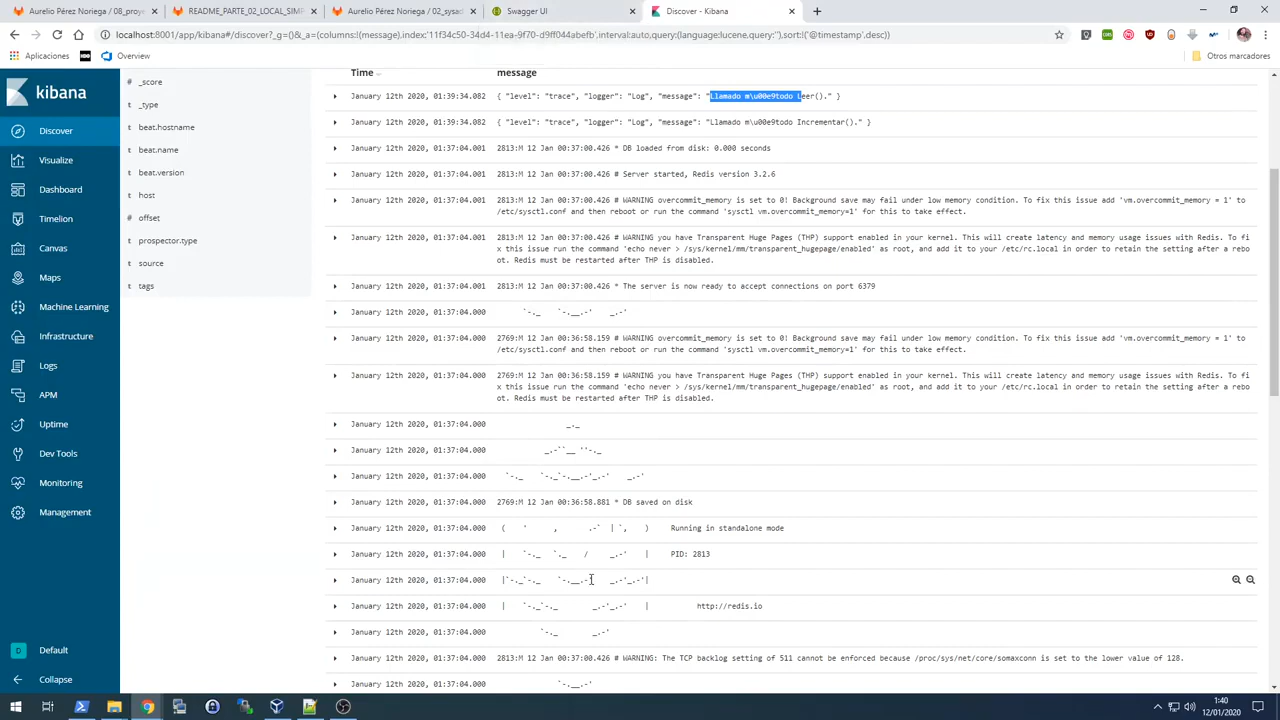 Aurelio Pérez Noriega / 08_proye
README_PARTE_02_LOCAL_SIMP
Aurelio Pérez Noriega / 02_sysad
Swagger UI
Discover - Kibana
localhost:8001/app/kibana#/discover?_g=()&_a=(columns:!(message),index:'11f34c50-34d4-11ea-9f70-d9ff044abefb',interval:auto,query:(language:lucene,query:''),sort:!('@timestamp',desc))
Aplicaciones
Overview
Otros marcadores
kibana
Discover
Visualize
Dashboard
Timelion
Canvas
Maps
Machine Learning
Infrastructure
Logs
APM
Uptime
Dev Tools
Monitoring
Management
D Default
Collapse
# _score
t _type
t beat.hostname
t beat.name
t beat.version
t host
# offset
t prospector.type
t source
t tags
Time message
January 12th 2020, 01:39:34.082 { "level": "trace", "logger": "Log", "message": "Llamado m\u00e9todo Leer()." }
January 12th 2020, 01:39:34.082 { "level": "trace", "logger": "Log", "message": "Llamado m\u00e9todo Incrementar()." }
January 12th 2020, 01:37:04.001 2813:M 12 Jan 00:37:00.426 * DB loaded from disk: 0.000 seconds
January 12th 2020, 01:37:04.001 2813:M 12 Jan 00:37:00.426 # Server started, Redis version 3.2.6
January 12th 2020, 01:37:04.001 2813:M 12 Jan 00:37:00.426 # WARNING overcommit_memory is set to 0! Background save may fail under low memory condition. To fix this issue add 'vm.overcommit_memory = 1' to
/etc/sysctl.conf and then reboot or run the command 'sysctl vm.overcommit_memory=1' for this to take effect.
January 12th 2020, 01:37:04.001 2813:M 12 Jan 00:37:00.426 # WARNING you have Transparent Huge Pages (THP) support enabled in your kernel. This will create latency and memory usage issues with Redis. To fi
x this issue run the command 'echo never > /sys/kernel/mm/transparent_hugepage/enabled' as root, and add it to your /etc/rc.local in order to retain the setting after a rebo
ot. Redis must be restarted after THP is disabled.
January 12th 2020, 01:37:04.001 2813:M 12 Jan 00:37:00.426 * The server is now ready to accept connections on port 6379
January 12th 2020, 01:37:04.000 `-._ `-.__.-' _.-'
January 12th 2020, 01:37:04.000 2769:M 12 Jan 00:36:58.159 # WARNING overcommit_memory is set to 0! Background save may fail under low memory condition. To fix this issue add 'vm.overcommit_memory = 1' to
/etc/sysctl.conf and then reboot or run the command 'sysctl vm.overcommit_memory=1' for this to take effect.
January 12th 2020, 01:37:04.000 2769:M 12 Jan 00:36:58.159 # WARNING you have Transparent Huge Pages (THP) support enabled in your kernel. This will create latency and memory usage issues with Redis. To fi
x this issue run the command 'echo never > /sys/kernel/mm/transparent_hugepage/enabled' as root, and add it to your /etc/rc.local in order to retain the setting after a rebo
ot. Redis must be restarted after THP is disabled.
January 12th 2020, 01:37:04.000 _._
January 12th 2020, 01:37:04.000 _.-``__ ''-._
January 12th 2020, 01:37:04.000 `-._ `-._`-.__.-'_.-' _.-'
January 12th 2020, 01:37:04.000 2769:M 12 Jan 00:36:58.881 * DB saved on disk
January 12th 2020, 01:37:04.000 ( ' , .-` | `, ) Running in standalone mode
January 12th 2020, 01:37:04.000 | `-._ `._ / _.-' | PID: 2813
January 12th 2020, 01:37:04.000 |`-._`-._ `-.__.-' _.-'_.-'|
January 12th 2020, 01:37:04.000 | `-._`-._ _.-'_.-' | http://redis.io
January 12th 2020, 01:37:04.000 `-._ _.-'
January 12th 2020, 01:37:04.000 2813:M 12 Jan 00:37:00.426 # WARNING: The TCP backlog setting of 511 cannot be enforced because /proc/sys/net/core/somaxconn is set to the lower value of 128.
January 12th 2020, 01:37:04.000 `-.__.-'
1:40
12/01/2020